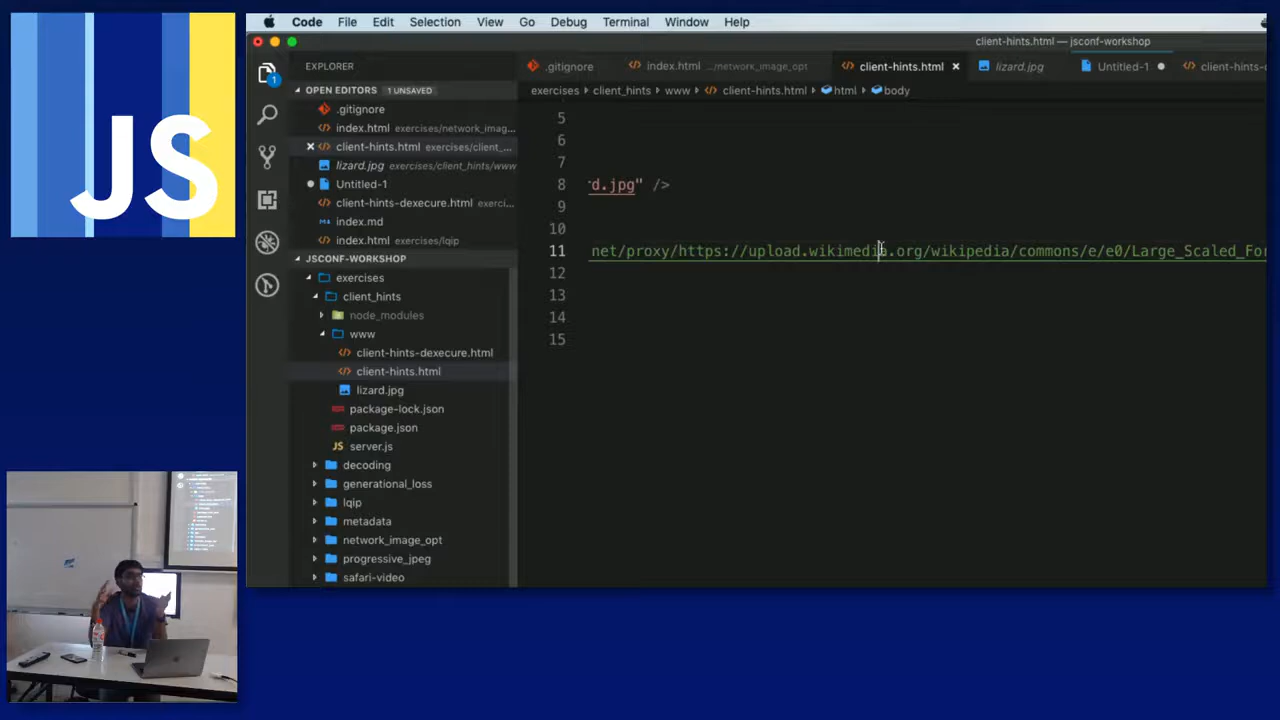 JS
Code File Edit Selection View Go Debug Terminal Window Help
client-hints.html — jsconf-workshop
EXPLORER
.gitignore
index.html .../network_image_opt
client-hints.html
lizard.jpg
Untitled-1
client-hints-c
exercises client_hints www client-hints.html html body
OPEN EDITORS 1 UNSAVED
.gitignore
index.html exercises/network_imag...
client-hints.html exercises/client_...
lizard.jpg exercises/client_hints/www
Untitled-1
client-hints-dexecure.html exerci...
index.md
index.html exercises/lqip
JSCONF-WORKSHOP
exercises
client_hints
node_modules
www
client-hints-dexecure.html
client-hints.html
lizard.jpg
package-lock.json
package.json
JS server.js
decoding
generational_loss
lqip
metadata
network_image_opt
progressive_jpeg
safari-video
1
5
6
7
8 d.jpg" />
9
10
11 net/proxy/https://upload.wikimedia.org/wikipedia/commons/e/e0/Large_Scaled_For
12
13
14
15